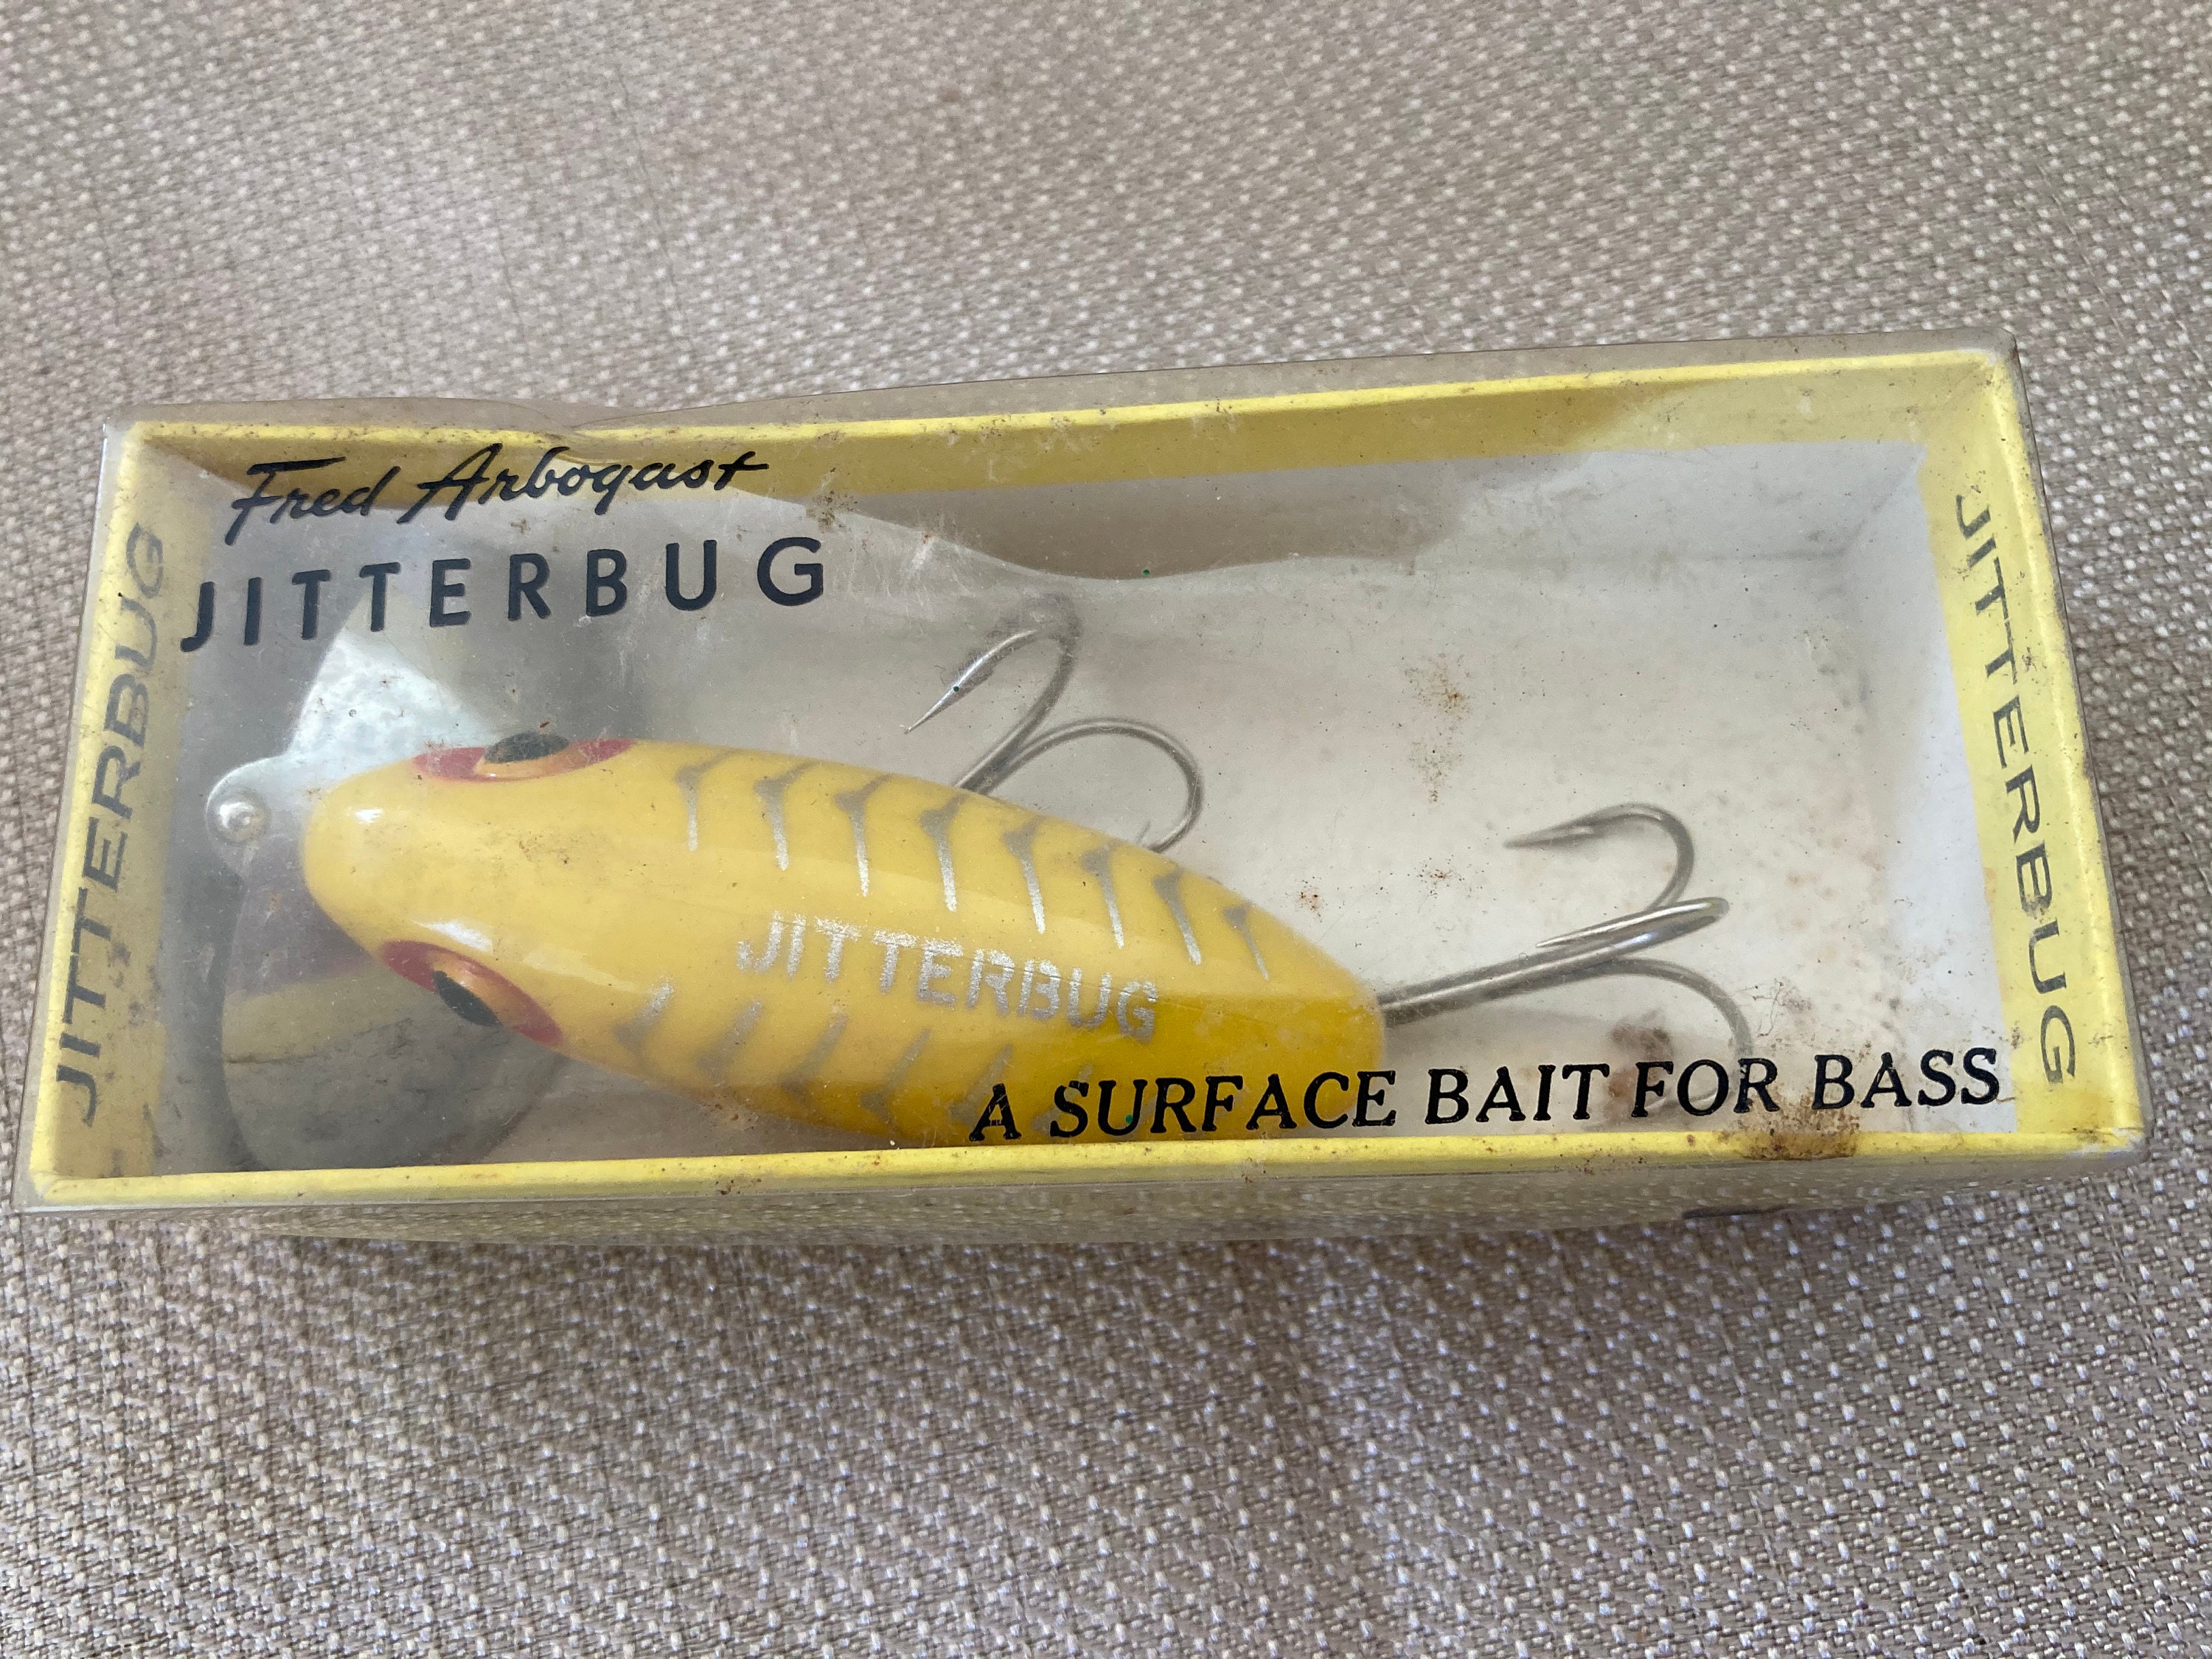 Fred Arbogast
JITTERBUG
JITTERBUG
JITTERBUG
JITTERBUG
A SURFACE BAIT FOR BASS